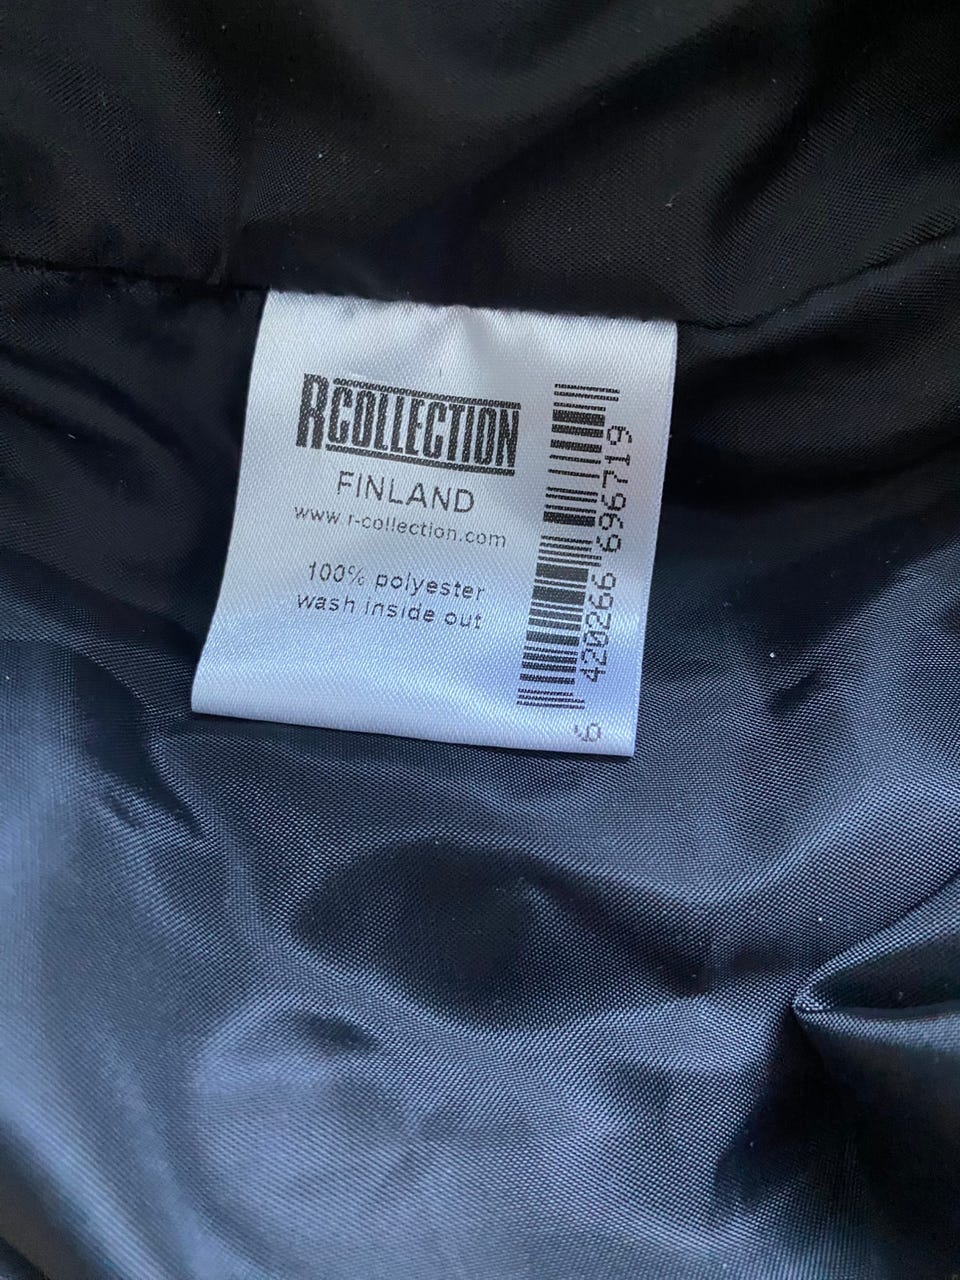 RCOLLECTION
FINLAND
www.r-collection.com
100% polyester
wash inside out
6 420266 696719